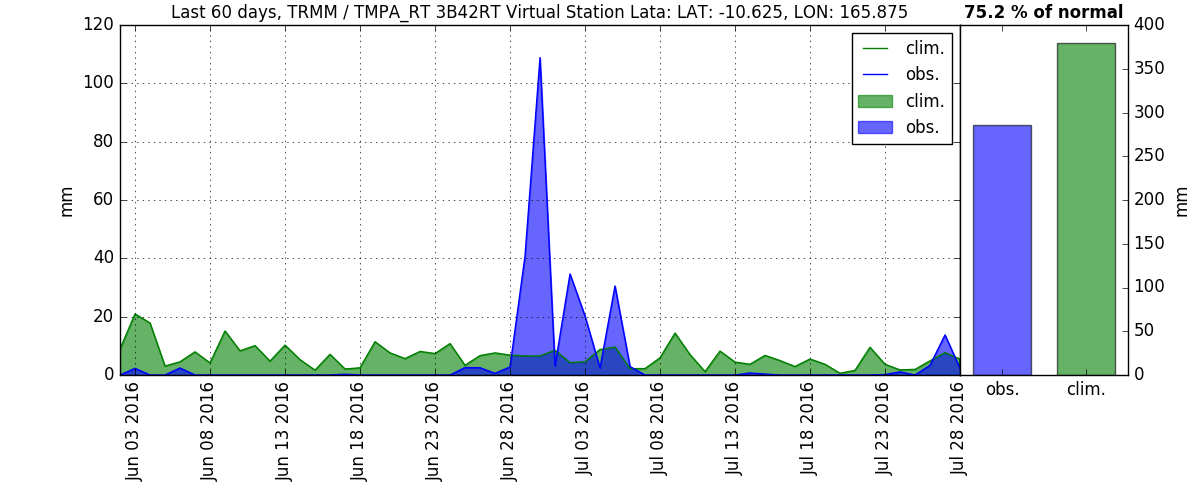 Last 60 days, TRMM / TMPA_RT 3B42RT Virtual Station Lata: LAT: -10.625, LON: 165.875
75.2 % of normal
120
100
80
60
40
20
0
mm
clim.
obs.
clim.
obs.
Jun 03 2016
Jun 08 2016
Jun 13 2016
Jun 18 2016
Jun 23 2016
Jun 28 2016
Jul 03 2016
Jul 08 2016
Jul 13 2016
Jul 18 2016
Jul 23 2016
Jul 28 2016
400
350
300
250
200
150
100
50
0
mm
obs.
clim.